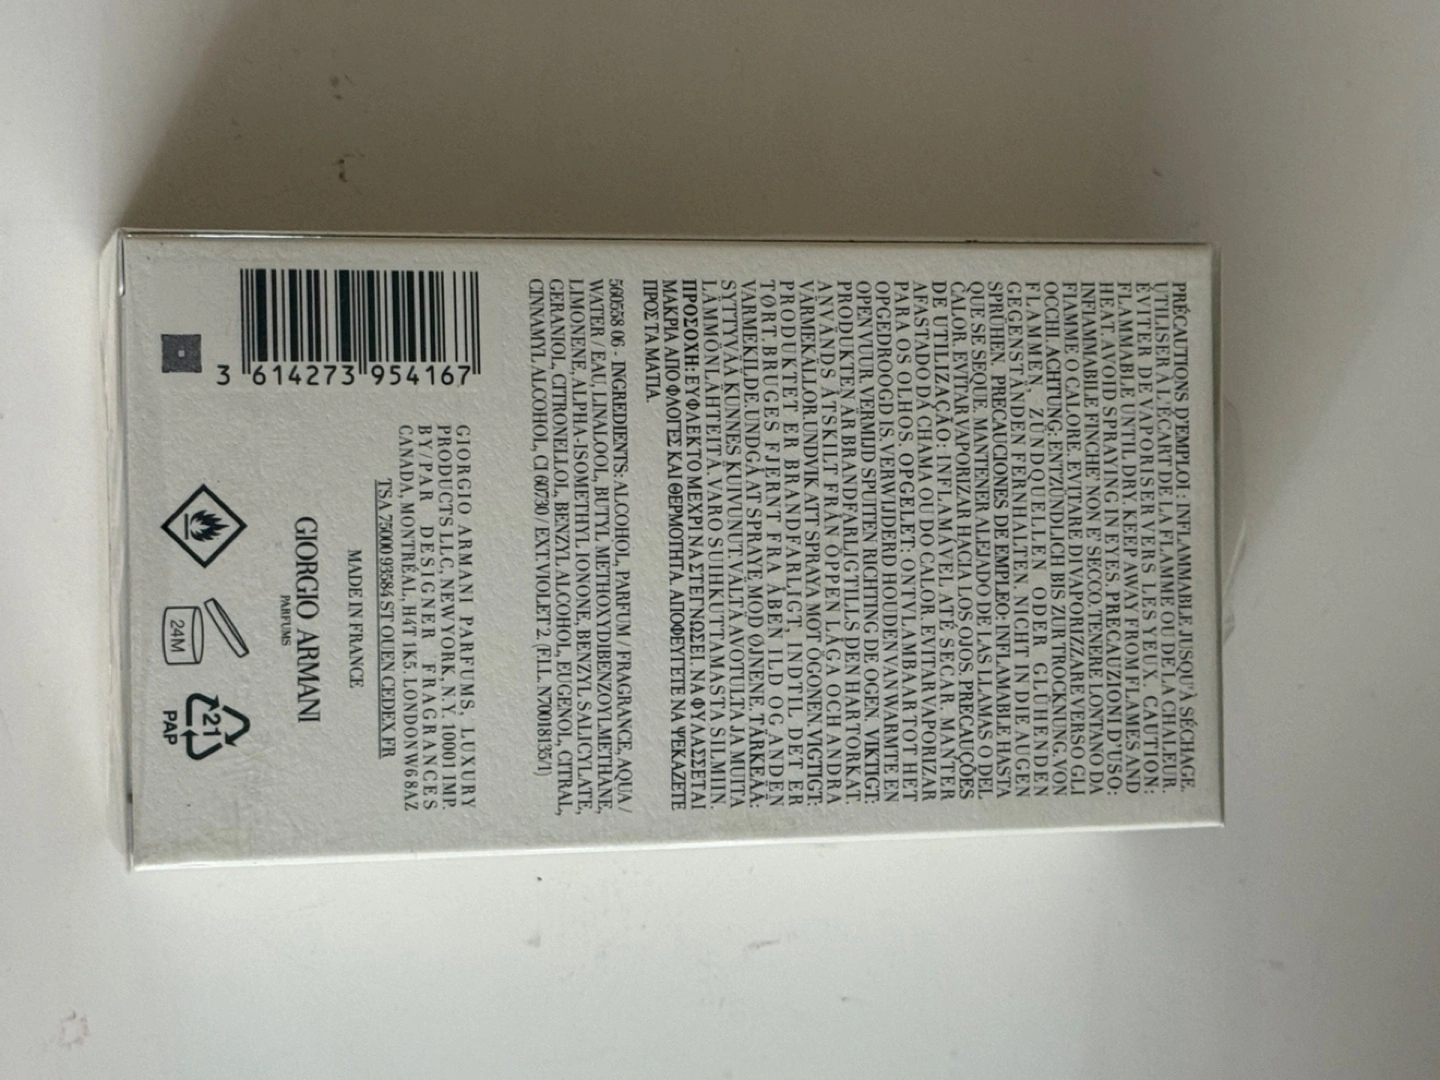 PRÉCAUTIONS D'EMPLOI : INFLAMMABLE JUSQU'À SÉCHAGE.
UTILISER À L'ÉCART DE LA FLAMME OU DE LA CHALEUR.
ÉVITER DE VAPORISER VERS LES YEUX. CAUTION:
FLAMMABLE UNTIL DRY. KEEP AWAY FROM FLAMES AND
HEAT. AVOID SPRAYING IN EYES. PRECAUZIONI D'USO:
INFIAMMABILE FINCHE' NON E' SECCO. TENERE LONTANO DA
FIAMME O CALORE. EVITARE DI VAPORIZZARE VERSO GLI
OCCHI. ACHTUNG: ENTZÜNDLICH BIS ZUR TROCKNUNG. VON
FLAMMEN, ZÜNDQUELLEN ODER GLÜHENDEN
GEGENSTÄNDEN FERNHALTEN. NICHT IN DIE AUGEN
SPRÜHEN. PRECAUCIONES DE EMPLEO: INFLAMABLE HASTA
QUE SE SEQUE. MANTENER ALEJADO DE LAS LLAMAS O DEL
CALOR. EVITAR VAPORIZAR HACIA LOS OJOS. PRECAUÇÕES
DE UTILIZAÇÃO: INFLAMÁVEL ATÉ SECAR. MANTER
AFASTADO DA CHAMA OU DO CALOR. EVITAR VAPORIZAR
PARA OS OLHOS. OPGELET: ONTVLAMBAAR TOT HET
OPGEDROOGD IS. VERWIJDERD HOUDEN VAN WARMTE EN
OPEN VUUR. VERMIJD SPUITEN RICHTING DE OGEN. VIKTIGT:
PRODUKTEN ÄR BRANDFARLIG TILLS DEN HAR TORKAT.
ANVÄNDS ÅTSKILT FRÅN ÖPPEN LÅGA OCH ANDRA
VÄRMEKÄLLOR. UNDVIK ATT SPRAYA MOT ÖGONEN. VIGTIGT:
PRODUKTET ER BRANDFARLIGT, INDTIL DET ER
TØRT. BRUGES FJERNT FRA ÅBEN ILD OG ANDEN
VARMEKILDE. UNDGÅ AT SPRAYE MOD ØJNENE. TÄRKEÄÄ:
SYTTYVÄÄ KUNNES KUIVUNUT. VÄLTÄ AVOTULTA JA MUITA
LÄMMÖNLÄHTEITÄ. VARO SUIHKUTTAMASTA SILMIIN.
ΠΡΟΣΟΧΗ: ΕΥΦΛΕΚΤΟ ΜΕΧΡΙ ΝΑ ΣΤΕΓΝΩΣΕΙ. ΝΑ ΦΥΛΑΣΣΕΤΑΙ
ΜΑΚΡΙΑ ΑΠΟ ΦΛΟΓΕΣ ΚΑΙ ΘΕΡΜΟΤΗΤΑ. ΑΠΟΦΕΥΓΕΤΕ ΝΑ ΨΕΚΑΖΕΤΕ
ΠΡΟΣ ΤΑ ΜΑΤΙΑ.
560558 06 - INGREDIENTS: ALCOHOL, PARFUM / FRAGRANCE, AQUA /
WATER / EAU, LINALOOL, BUTYL METHOXYDIBENZOYLMETHANE,
LIMONENE, ALPHA-ISOMETHYL IONONE, BENZYL SALICYLATE,
GERANIOL, CITRONELLOL, BENZYL ALCOHOL, EUGENOL, CITRAL,
CINNAMYL ALCOHOL, CI 60730 / EXT. VIOLET 2. (F.I.L. N70018135/1)
3 614273 954167
GIORGIO ARMANI PARFUMS, LUXURY
PRODUCTS LLC, NEW YORK, N.Y. 10001 IMP.
BY/PAR DESIGNER FRAGRANCES
CANADA, MONTRÉAL, H4T 1K5. LONDON W6 8AZ
TSA 75000 93584 ST OUEN CEDEX, FR
MADE IN FRANCE
GIORGIO ARMANI
PARFUMS
24M
21
PAP